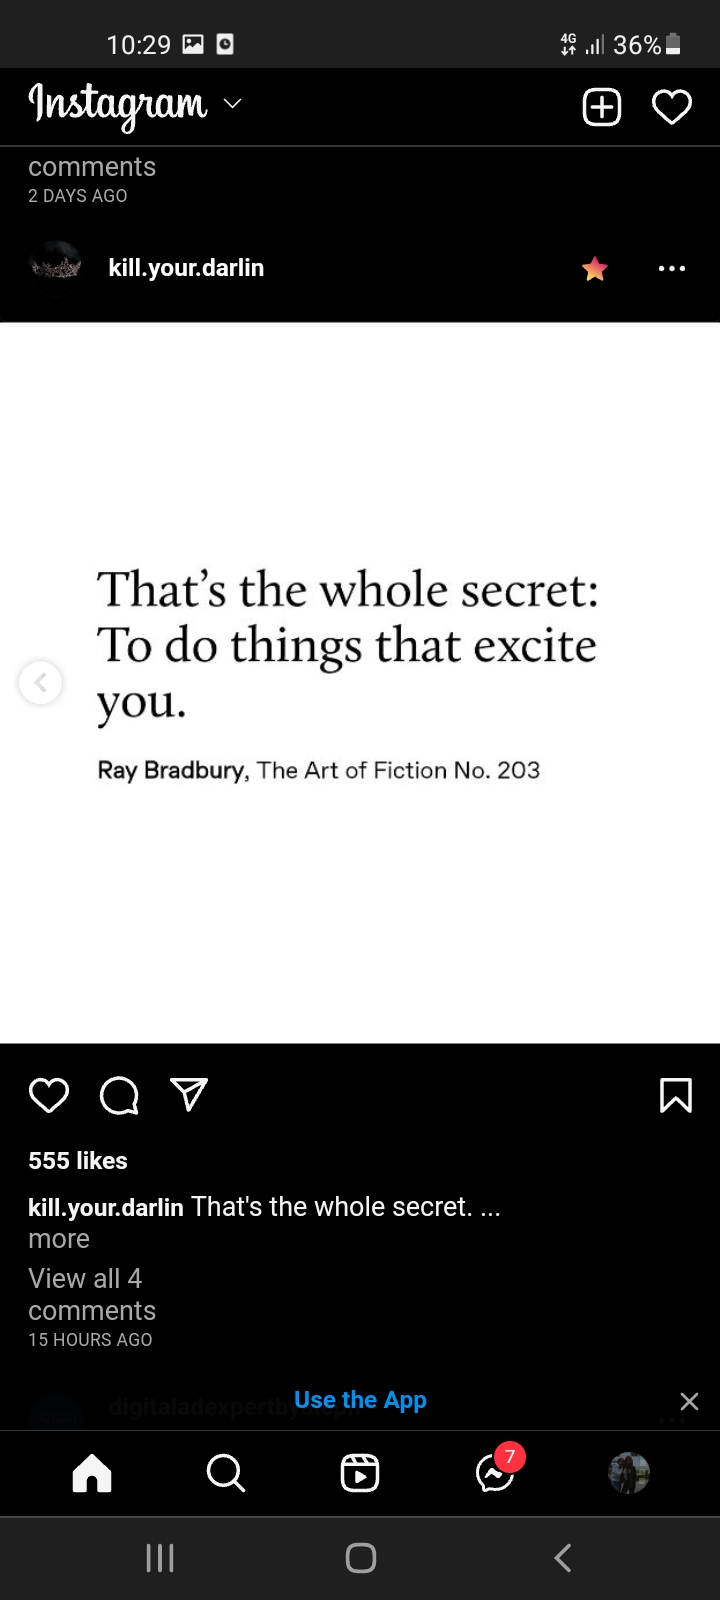 10:29
4G 36%
Instagram
comments
2 DAYS AGO
kill.your.darlin
That’s the whole secret:
To do things that excite
you.
Ray Bradbury, The Art of Fiction No. 203
555 likes
kill.your.darlin That's the whole secret. ...
more
View all 4
comments
15 HOURS AGO
Use the App
7